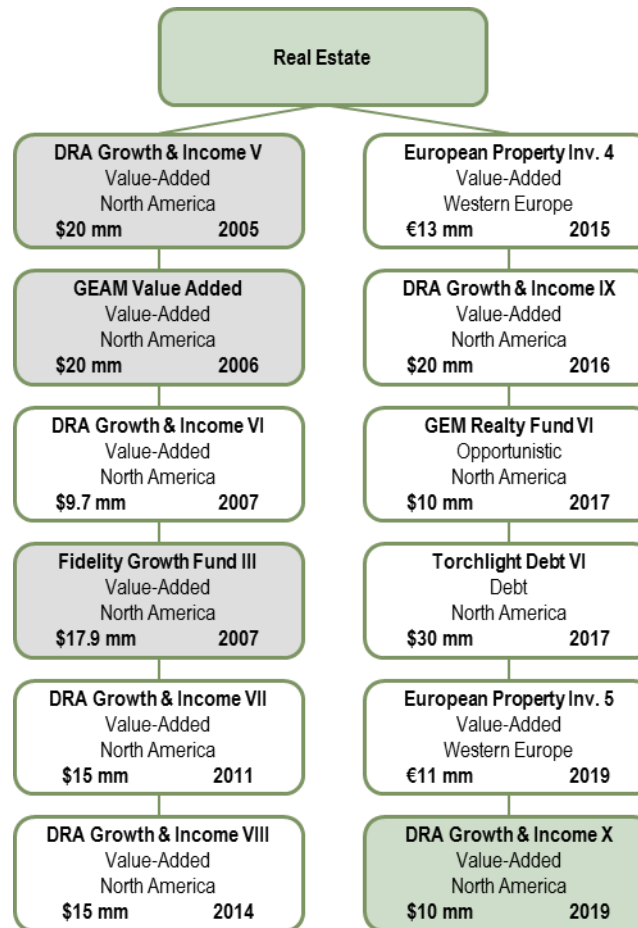 Real Estate
DRA Growth & Income V
Value-Added
North America
$20 mm 2005
GEAM Value Added
Value-Added
North America
$20 mm 2006
DRA Growth & Income VI
Value-Added
North America
$9.7 mm 2007
Fidelity Growth Fund III
Value-Added
North America
$17.9 mm 2007
DRA Growth & Income VII
Value-Added
North America
$15 mm 2011
DRA Growth & Income VIII
Value-Added
North America
$15 mm 2014
European Property Inv. 4
Value-Added
Western Europe
€13 mm 2015
DRA Growth & Income IX
Value-Added
North America
$20 mm 2016
GEM Realty Fund VI
Opportunistic
North America
$10 mm 2017
Torchlight Debt VI
Debt
North America
$30 mm 2017
European Property Inv. 5
Value-Added
Western Europe
€11 mm 2019
DRA Growth & Income X
Value-Added
North America
$10 mm 2019